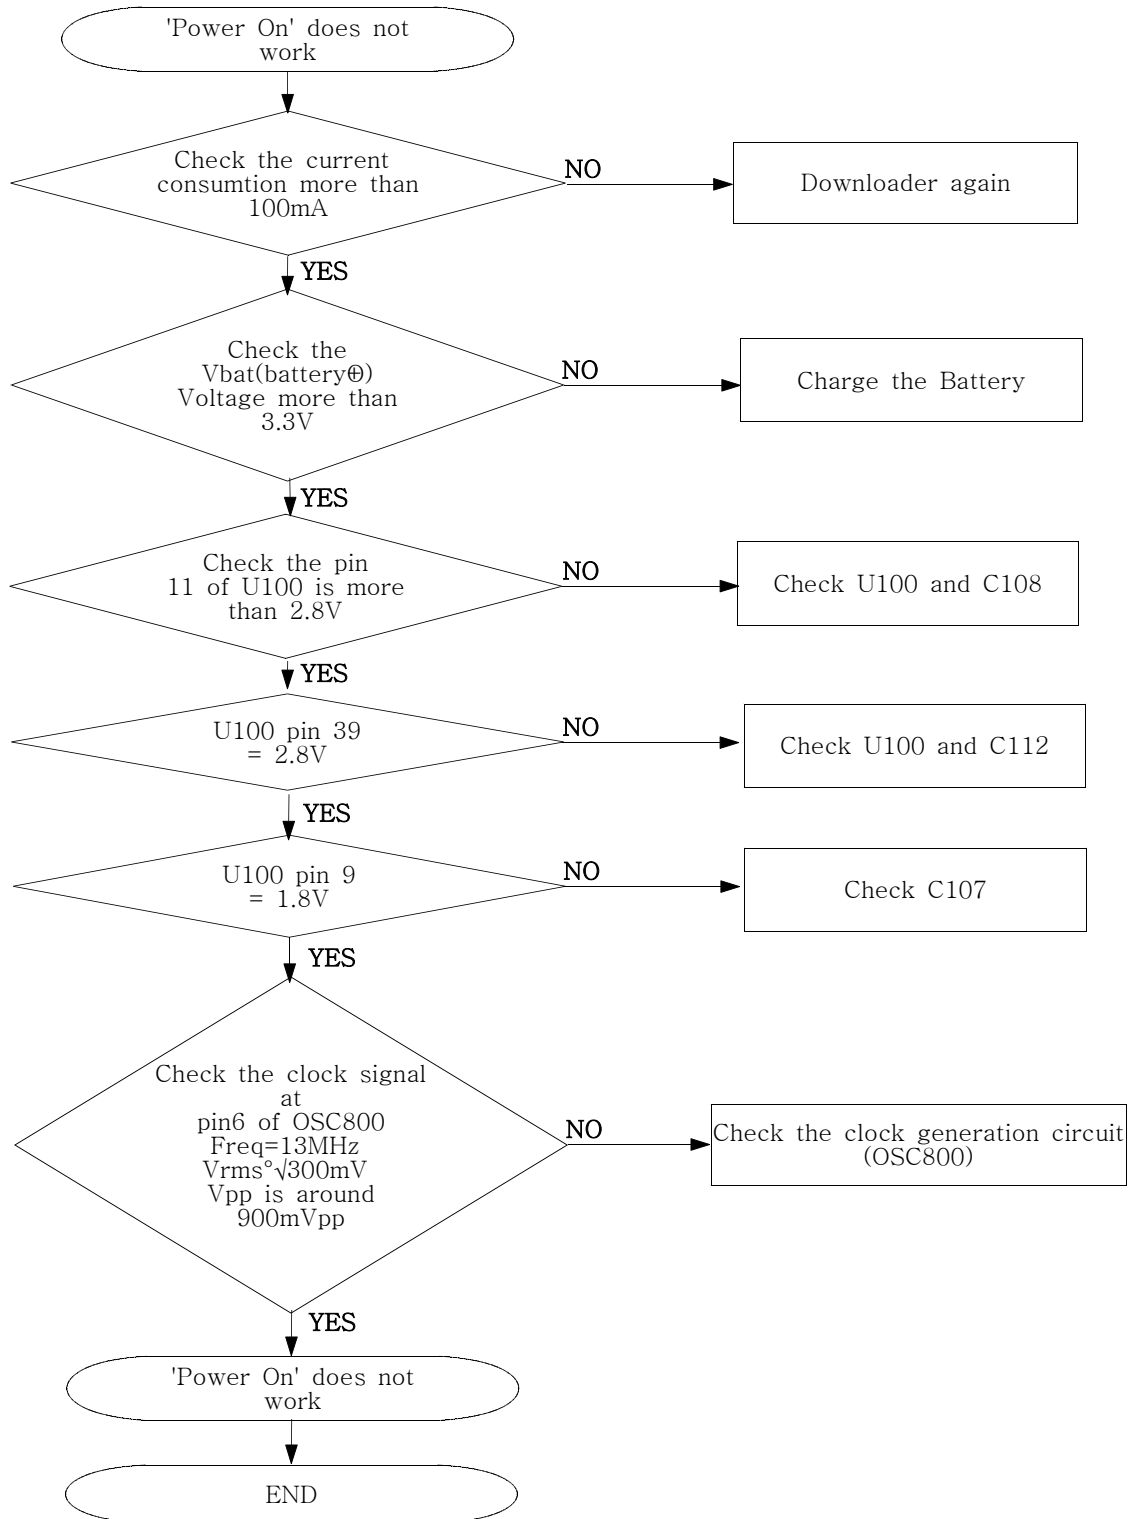 'Power On' does not
work
Check the current
consumtion more than
100mA
NO
Downloader again
YES
Check the
Vbat(battery⊕)
Voltage more than
3.3V
NO
Charge the Battery
YES
Check the pin
11 of U100 is more
than 2.8V
NO
Check U100 and C108
YES
U100 pin 39
= 2.8V
NO
Check U100 and C112
YES
U100 pin 9
= 1.8V
NO
Check C107
YES
Check the clock signal
at
pin6 of OSC800
Freq=13MHz
Vrms°√300mV
Vpp is around
900mVpp
NO
Check the clock generation circuit
(OSC800)
YES
'Power On' does not
work
END